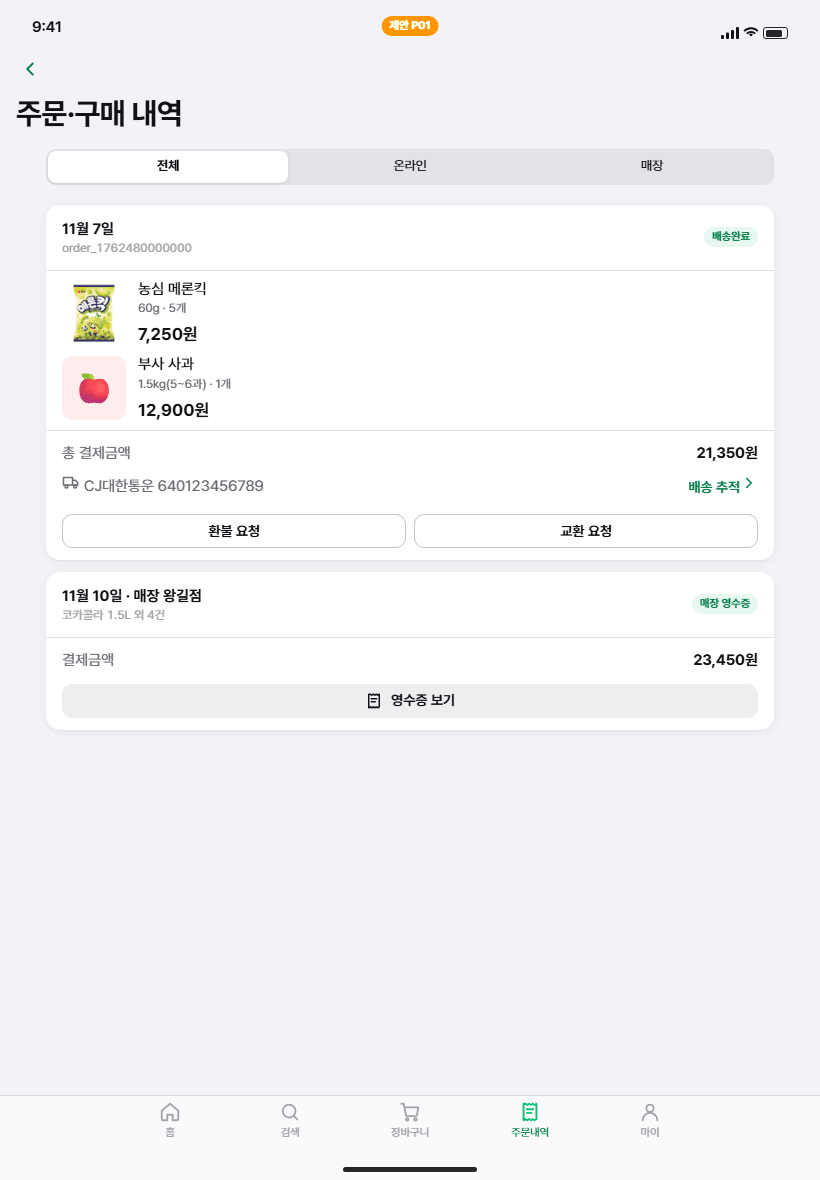 9:41
제안 P01
주문·구매 내역
전체
온라인
매장
11월 7일
order_1762480000000
배송완료
메론킥
농심 메론킥
60g · 5개
7,250원
부사 사과
1.5kg(5~6과) · 1개
12,900원
총 결제금액
21,350원
CJ대한통운 640123456789
배송 추적
환불 요청
교환 요청
11월 10일 · 매장 왕길점
코카콜라 1.5L 외 4건
매장 영수증
결제금액
23,450원
영수증 보기
홈
검색
장바구니
주문내역
마이